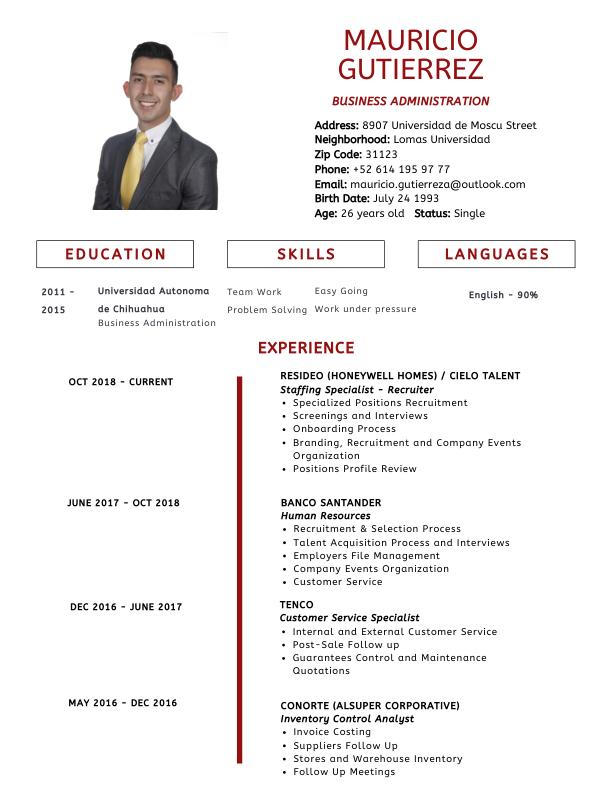 MAURICIO
GUTIERREZ
BUSINESS ADMINISTRATION
Address: 8907 Universidad de Moscu Street
Neighborhood: Lomas Universidad
Zip Code: 31123
Phone: +52 614 195 97 77
Email: mauricio.gutierreza@outlook.com
Birth Date: July 24 1993
Age: 26 years old Status: Single
EDUCATION
2011 -
2015
Universidad Autonoma
de Chihuahua
Business Administration
SKILLS
Team Work
Problem Solving
Easy Going
Work under pressure
LANGUAGES
English - 90%
EXPERIENCE
OCT 2018 - CURRENT
RESIDEO (HONEYWELL HOMES) / CIELO TALENT
Staffing Specialist - Recruiter
• Specialized Positions Recruitment
• Screenings and Interviews
• Onboarding Process
• Branding, Recruitment and Company Events
Organization
• Positions Profile Review
JUNE 2017 - OCT 2018
BANCO SANTANDER
Human Resources
• Recruitment & Selection Process
• Talent Acquisition Process and Interviews
• Employers File Management
• Company Events Organization
• Customer Service
DEC 2016 - JUNE 2017
TENCO
Customer Service Specialist
• Internal and External Customer Service
• Post-Sale Follow up
• Guarantees Control and Maintenance
Quotations
MAY 2016 - DEC 2016
CONORTE (ALSUPER CORPORATIVE)
Inventory Control Analyst
• Invoice Costing
• Suppliers Follow Up
• Stores and Warehouse Inventory
• Follow Up Meetings